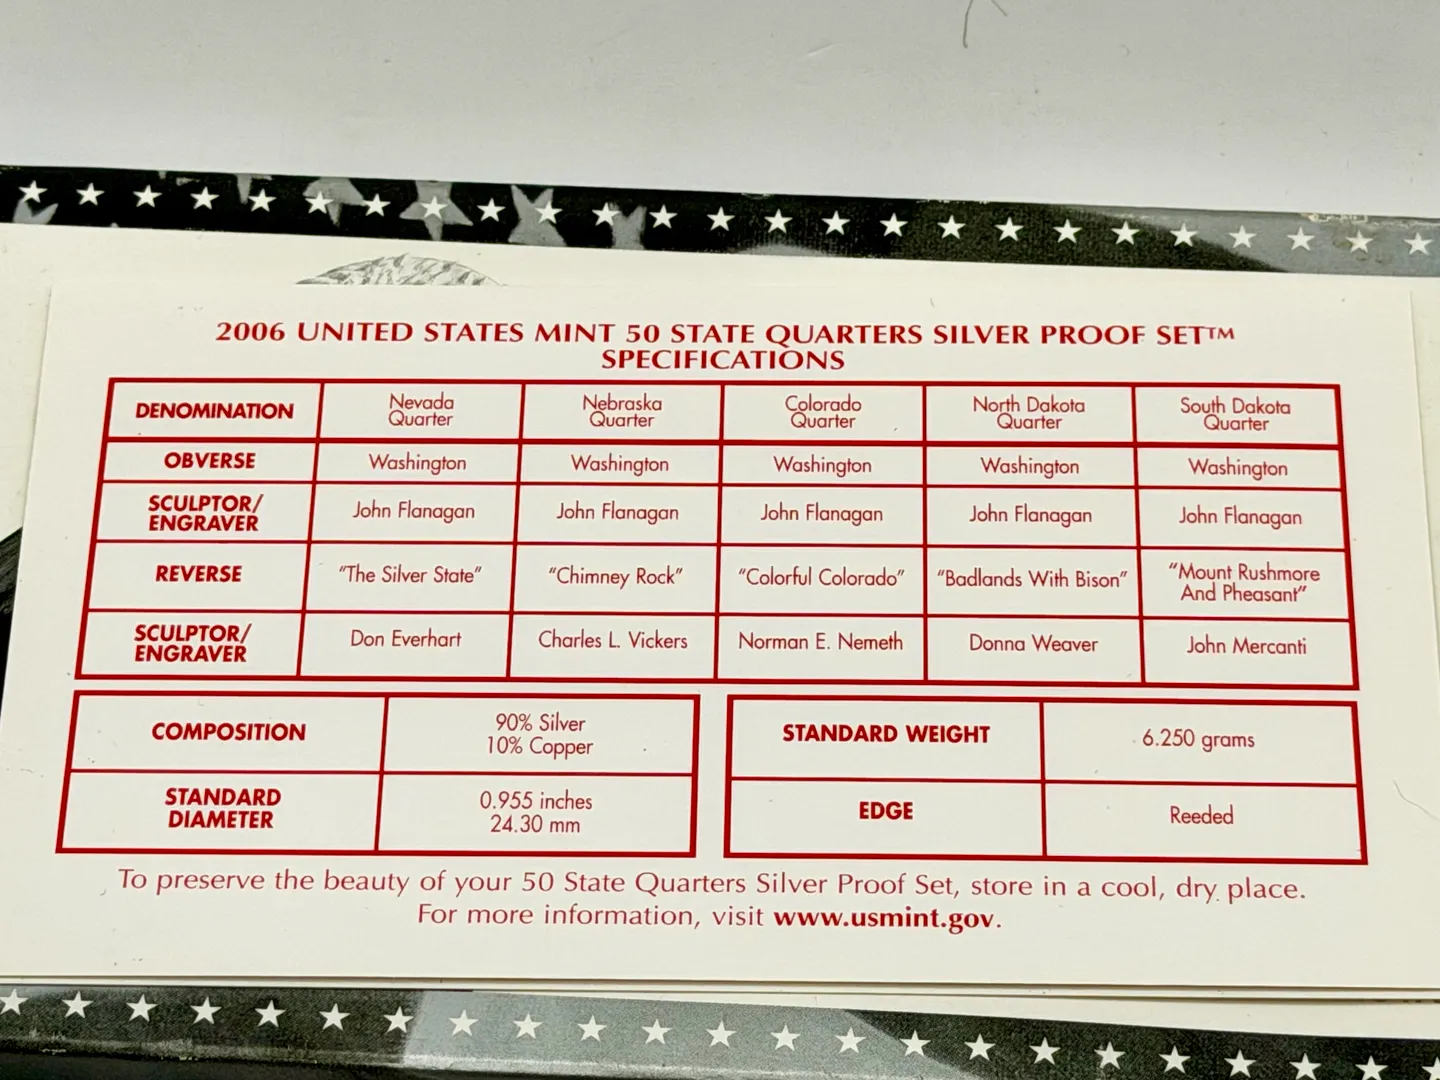 2006 UNITED STATES MINT 50 STATE QUARTERS SILVER PROOF SET™
SPECIFICATIONS
DENOMINATION
Nevada
Quarter
Nebraska
Quarter
Colorado
Quarter
North Dakota
Quarter
South Dakota
Quarter
OBVERSE
Washington
Washington
Washington
Washington
Washington
SCULPTOR/
ENGRAVER
John Flanagan
John Flanagan
John Flanagan
John Flanagan
John Flanagan
REVERSE
"The Silver State"
"Chimney Rock"
"Colorful Colorado"
"Badlands With Bison"
"Mount Rushmore
And Pheasant"
SCULPTOR/
ENGRAVER
Don Everhart
Charles L. Vickers
Norman E. Nemeth
Donna Weaver
John Mercanti
COMPOSITION
90% Silver
10% Copper
STANDARD
DIAMETER
0.955 inches
24.30 mm
STANDARD WEIGHT
6.250 grams
EDGE
Reeded
To preserve the beauty of your 50 State Quarters Silver Proof Set, store in a cool, dry place.
For more information, visit www.usmint.gov.